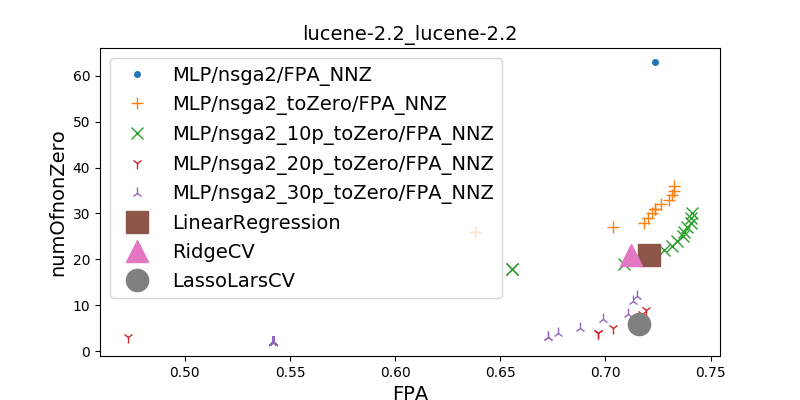 lucene-2.2_lucene-2.2
numOfnonZero
60
50
40
30
20
10
0
MLP/nsga2/FPA_NNZ
MLP/nsga2_toZero/FPA_NNZ
MLP/nsga2_10p_toZero/FPA_NNZ
MLP/nsga2_20p_toZero/FPA_NNZ
MLP/nsga2_30p_toZero/FPA_NNZ
LinearRegression
RidgeCV
LassoLarsCV
0.50 0.55 0.60 0.65 0.70 0.75
FPA